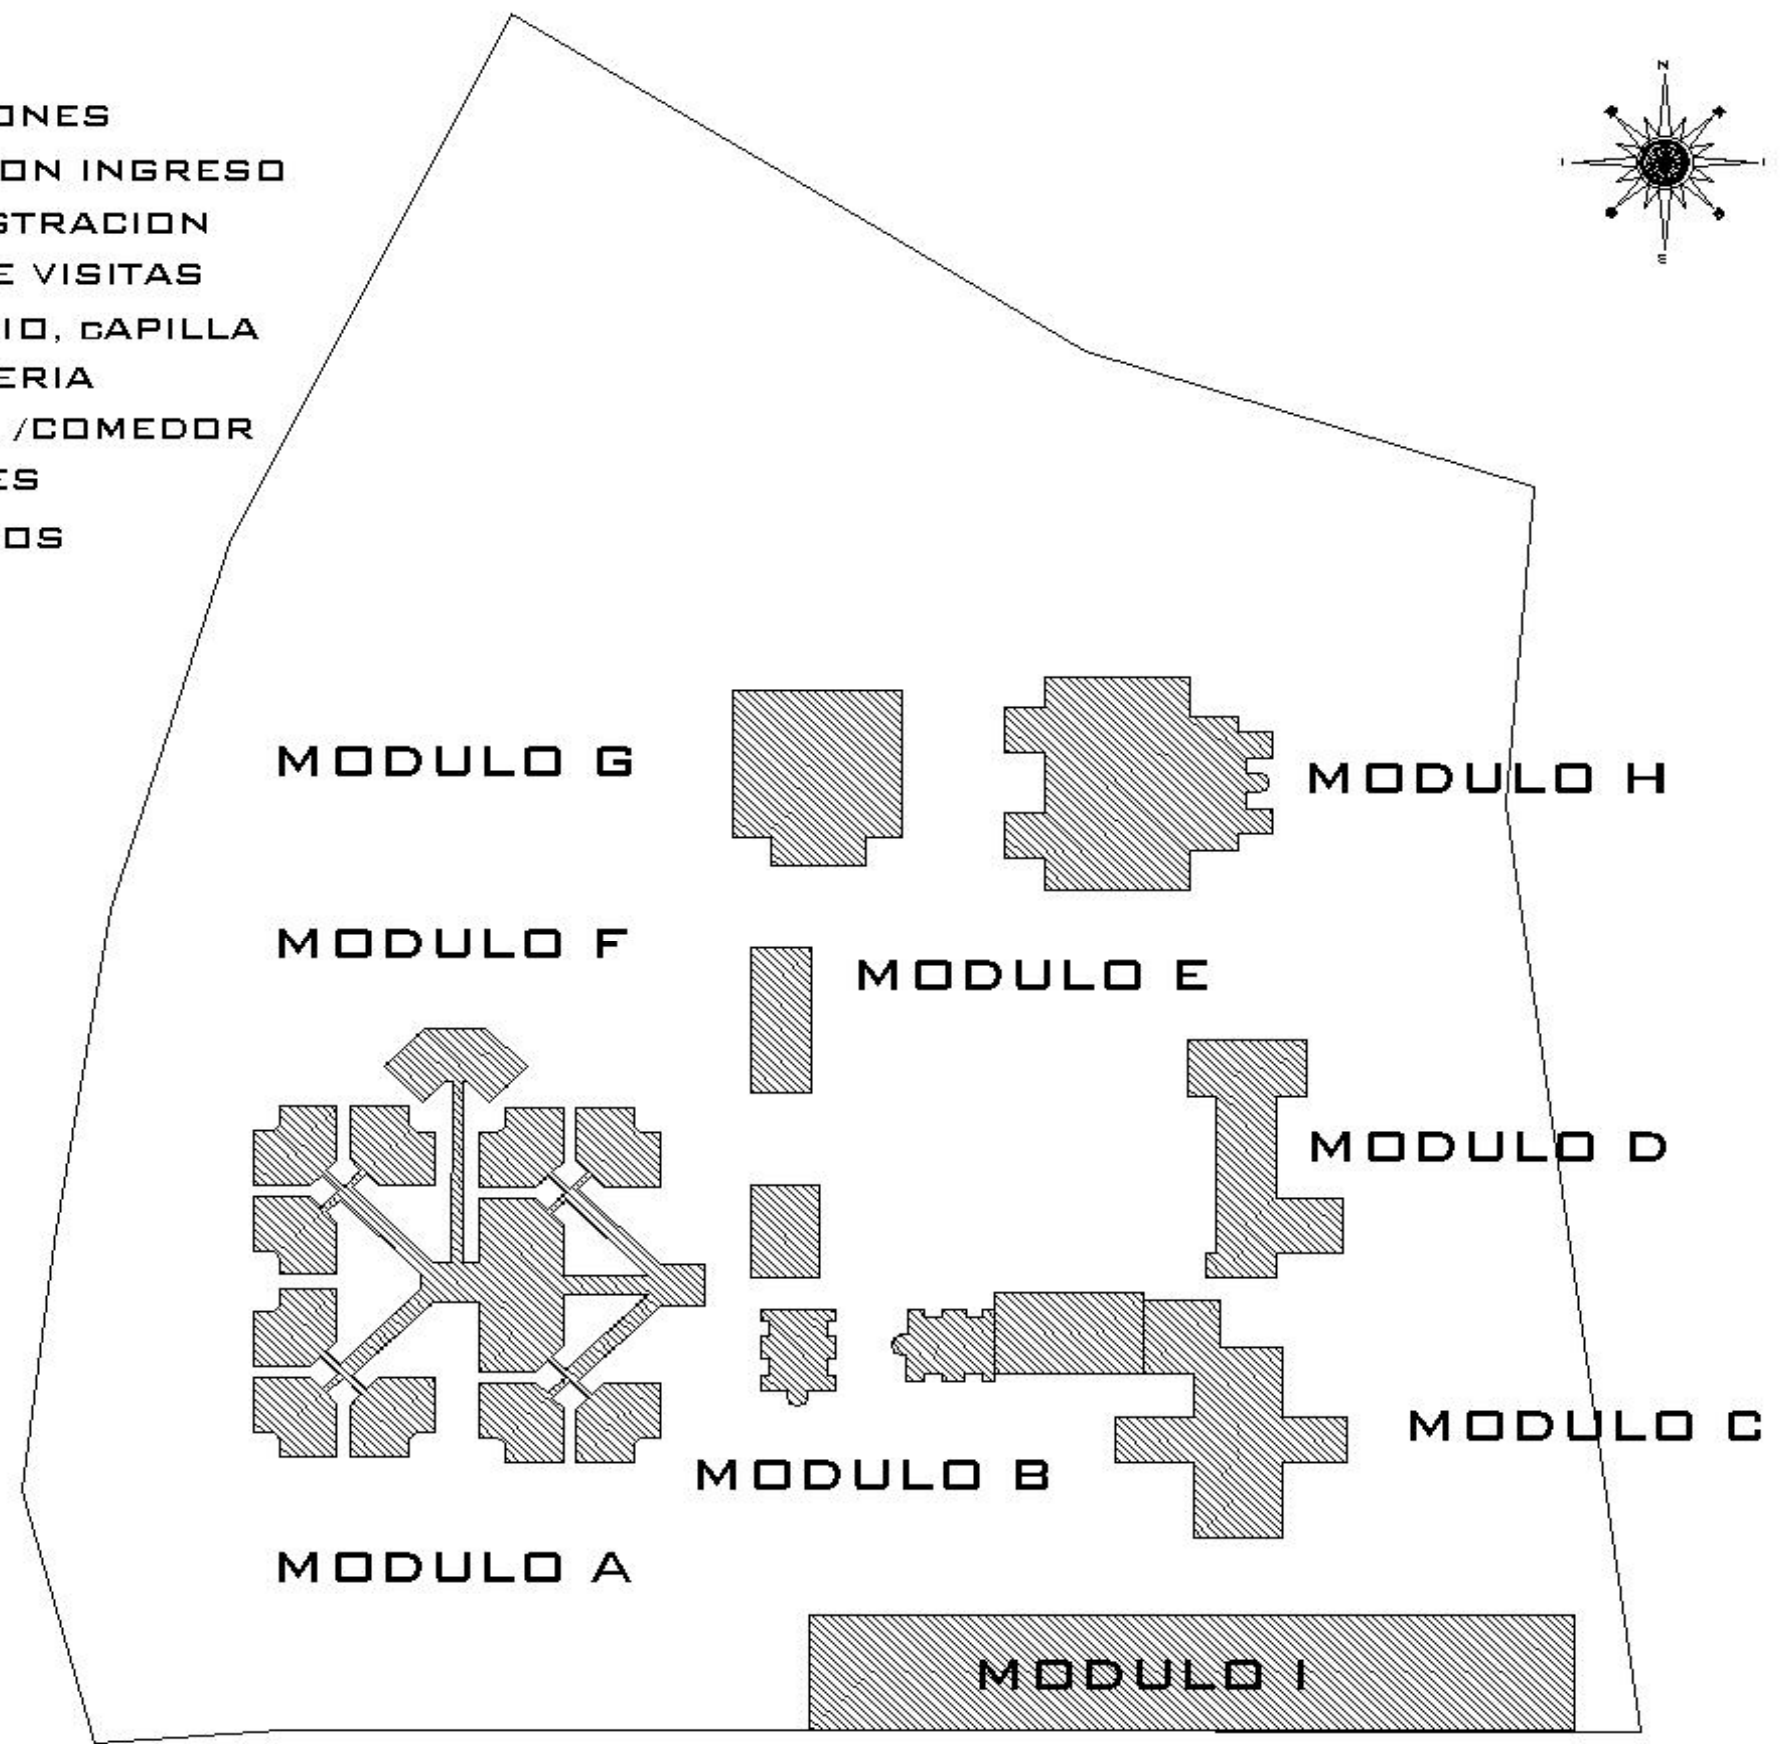 N
ONES
ON INGRESO
STRACION
E VISITAS
IO, CAPILLA
ERIA
/COMEDOR
ES
OS
MODULO G
MODULO H
MODULO F
MODULO E
MODULO D
MODULO C
MODULO B
MODULO A
MODULO I